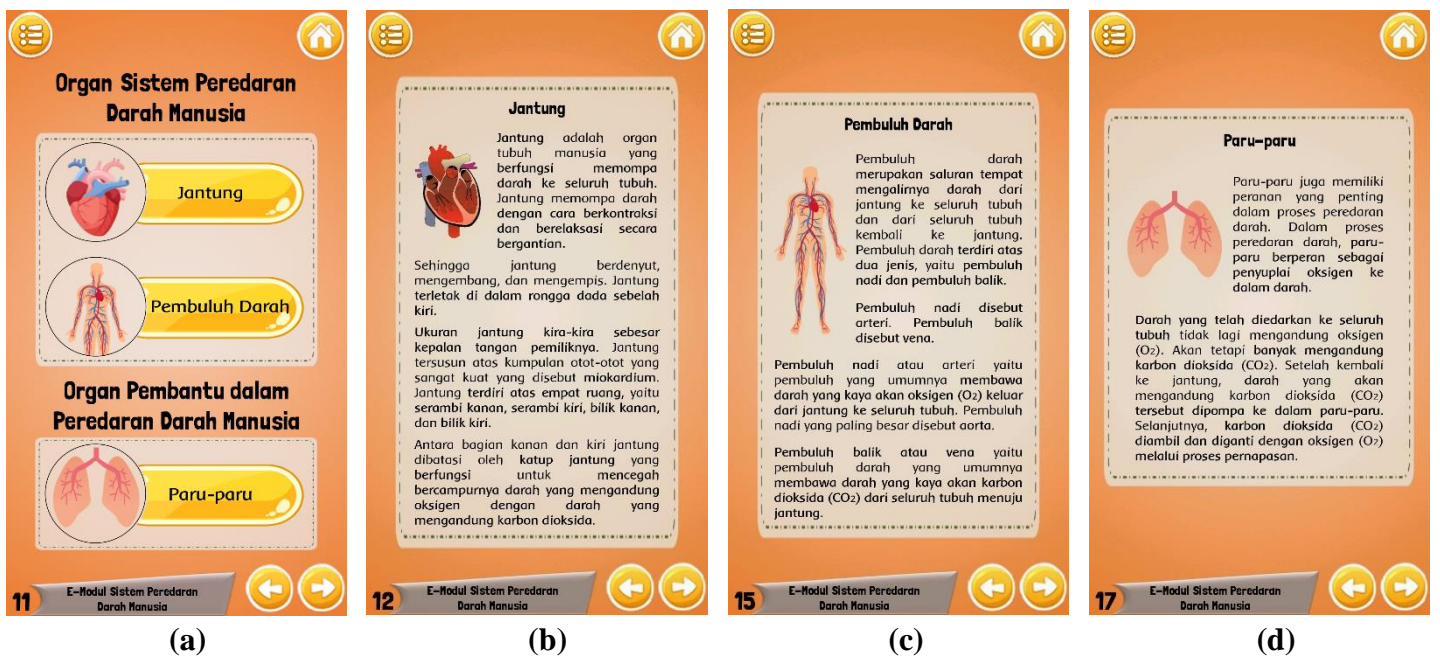 Organ Sistem Peredaran
Darah Manusia
Jantung
Pembuluh Darah
Organ Pembantu dalam
Peredaran Darah Manusia
Paru-paru
11
E-Modul Sistem Peredaran
Darah Manusia
(a)
Jantung
Jantung adalah organ
tubuh manusia yang
berfungsi memompa
darah ke seluruh tubuh.
Jantung memompa darah
dengan cara berkontraksi
dan berelaksasi secara
bergantian.
Sehingga jantung berdenyut,
mengembang, dan mengempis. Jantung
terletak di dalam rongga dada sebelah
kiri.
Ukuran jantung kira-kira sebesar
kepalan tangan pemiliknya. Jantung
tersusun atas kumpulan otot-otot yang
sangat kuat yang disebut miokardium.
Jantung terdiri atas empat ruang, yaitu
serambi kanan, serambi kiri, bilik kanan,
dan bilik kiri.
Antara bagian kanan dan kiri jantung
dibatasi oleh katup jantung yang
berfungsi untuk mencegah
bercampurnya darah yang mengandung
oksigen dengan darah yang
mengandung karbon dioksida.
12
E-Modul Sistem Peredaran
Darah Manusia
(b)
Pembuluh Darah
Pembuluh darah
merupakan saluran tempat
mengalirnya darah dari
jantung ke seluruh tubuh
dan dari seluruh tubuh
kembali ke jantung.
Pembuluh darah terdiri atas
dua jenis, yaitu pembuluh
nadi dan pembuluh balik.
Pembuluh nadi disebut
arteri. Pembuluh balik
disebut vena.
Pembuluh nadi atau arteri yaitu
pembuluh yang umumnya membawa
darah yang kaya akan oksigen (O2) keluar
dari jantung ke seluruh tubuh. Pembuluh
nadi yang paling besar disebut aorta.
Pembuluh balik atau vena yaitu
pembuluh darah yang umumnya
membawa darah yang kaya akan karbon
dioksida (CO2) dari seluruh tubuh menuju
jantung.
15
E-Modul Sistem Peredaran
Darah Manusia
(c)
Paru-paru
Paru-paru juga memiliki
peranan yang penting
dalam proses peredaran
darah. Dalam proses
peredaran darah, paru-
paru berperan sebagai
penyuplai oksigen ke
dalam darah.
Darah yang telah diedarkan ke seluruh
tubuh tidak lagi mengandung oksigen
(O2). Akan tetapi banyak mengandung
karbon dioksida (CO2). Setelah kembali
ke jantung, darah yang akan
mengandung karbon dioksida (CO2)
tersebut dipompa ke dalam paru-paru.
Selanjutnya, karbon dioksida (CO2)
diambil dan diganti dengan oksigen (O2)
melalui proses pernapasan.
17
E-Modul Sistem Peredaran
Darah Manusia
(d)